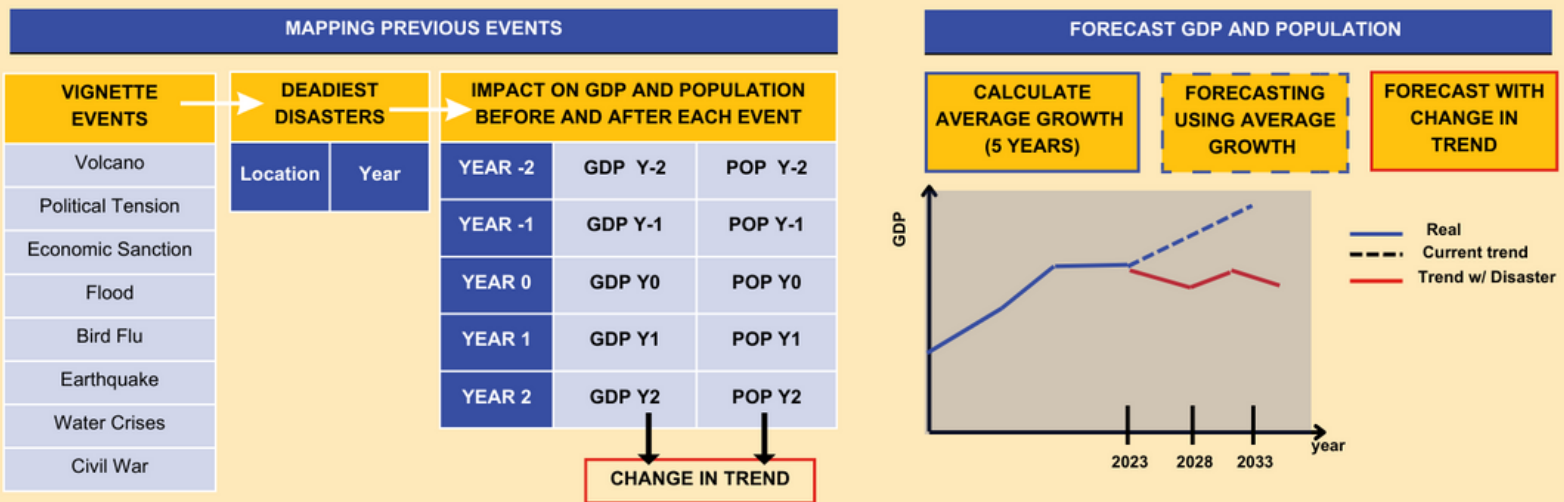 MAPPING PREVIOUS EVENTS
VIGNETTE
EVENTS
Volcano
Political Tension
Economic Sanction
Flood
Bird Flu
Earthquake
Water Crises
Civil War
DEADIEST
DISASTERS
Location Year
IMPACT ON GDP AND POPULATION
BEFORE AND AFTER EACH EVENT
YEAR -2 GDP Y-2 POP Y-2
YEAR -1 GDP Y-1 POP Y-1
YEAR 0 GDP Y0 POP Y0
YEAR 1 GDP Y1 POP Y1
YEAR 2 GDP Y2 POP Y2
CHANGE IN TREND
FORECAST GDP AND POPULATION
CALCULATE
AVERAGE GROWTH
(5 YEARS)
FORECASTING
USING AVERAGE
GROWTH
FORECAST WITH
CHANGE IN
TREND
GDP
Real
Current trend
Trend w/ Disaster
year
2023 2028 2033